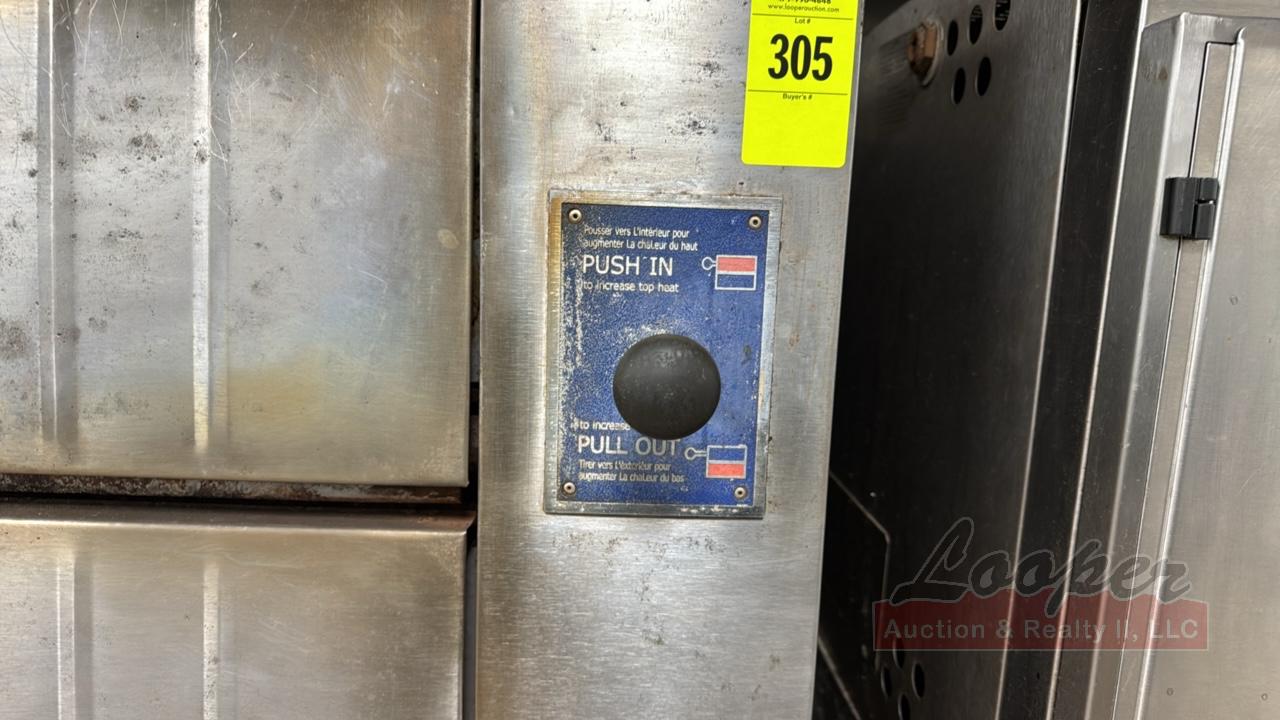 www.looperauction.com
Lot #
305
Buyer's #
Pousser vers L'intérieur pour
augmenter La chaleur du haut
PUSH IN
to increase top heat
to increase
PULL OUT
Tirer vers L'extérieur pour
augmenter La chaleur du bas
Looper
Auction & Realty II, LLC